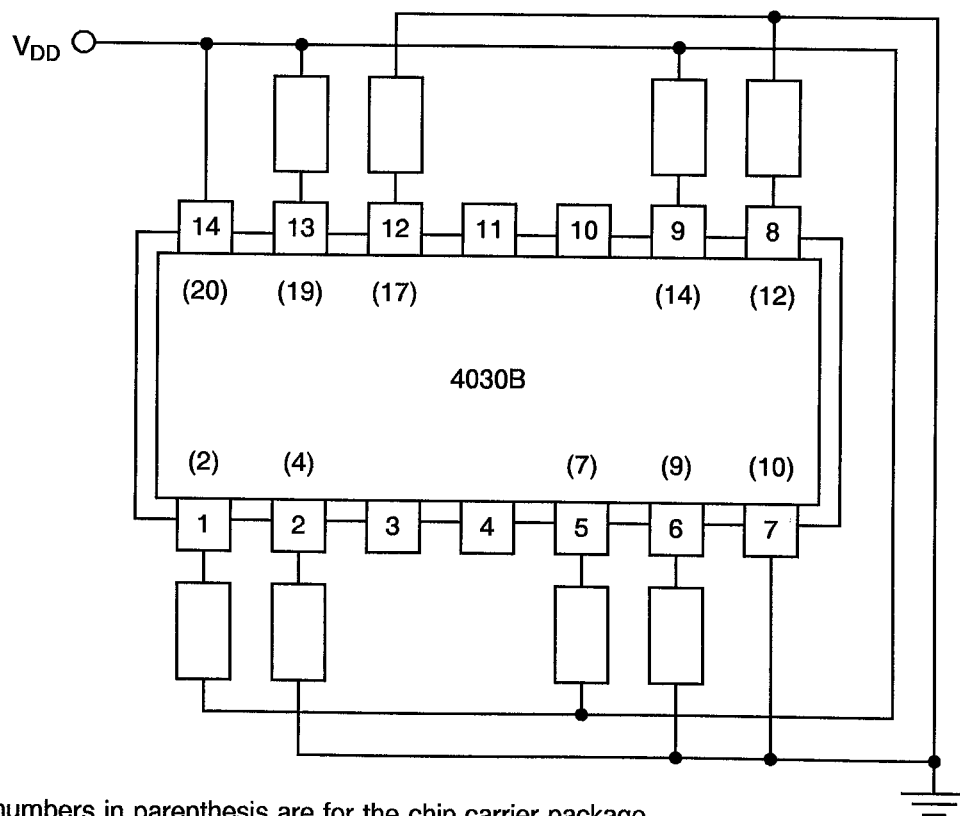 V_DD
14 13 12 11 10 9 8
(20) (19) (17) (14) (12)
4030B
(2) (4) (7) (9) (10)
1 2 3 4 5 6 7
numbers in parenthesis are for the chip carrier package